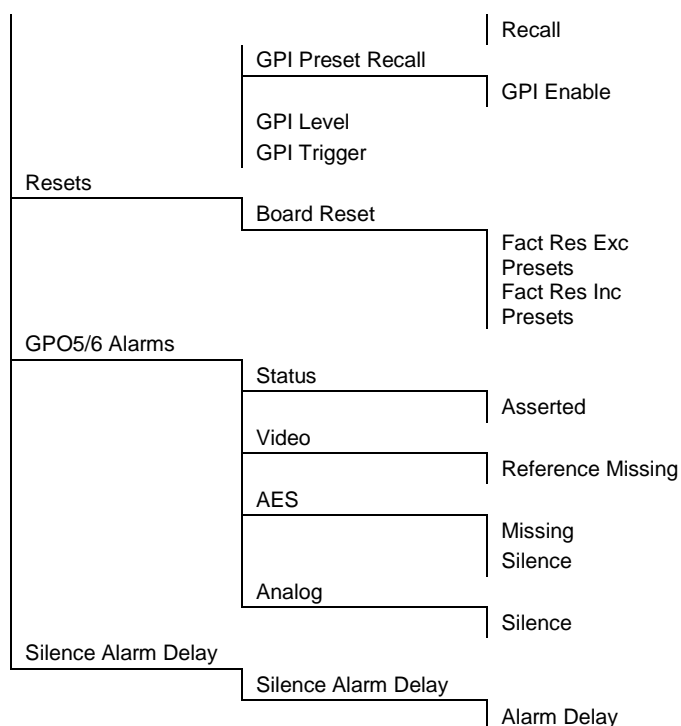 Recall
GPI Preset Recall
GPI Enable
GPI Level
GPI Trigger
Resets
Board Reset
Fact Res Exc
Presets
Fact Res Inc
Presets
GPO5/6 Alarms
Status
Asserted
Video
Reference Missing
AES
Missing
Silence
Analog
Silence
Silence Alarm Delay
Silence Alarm Delay
Alarm Delay